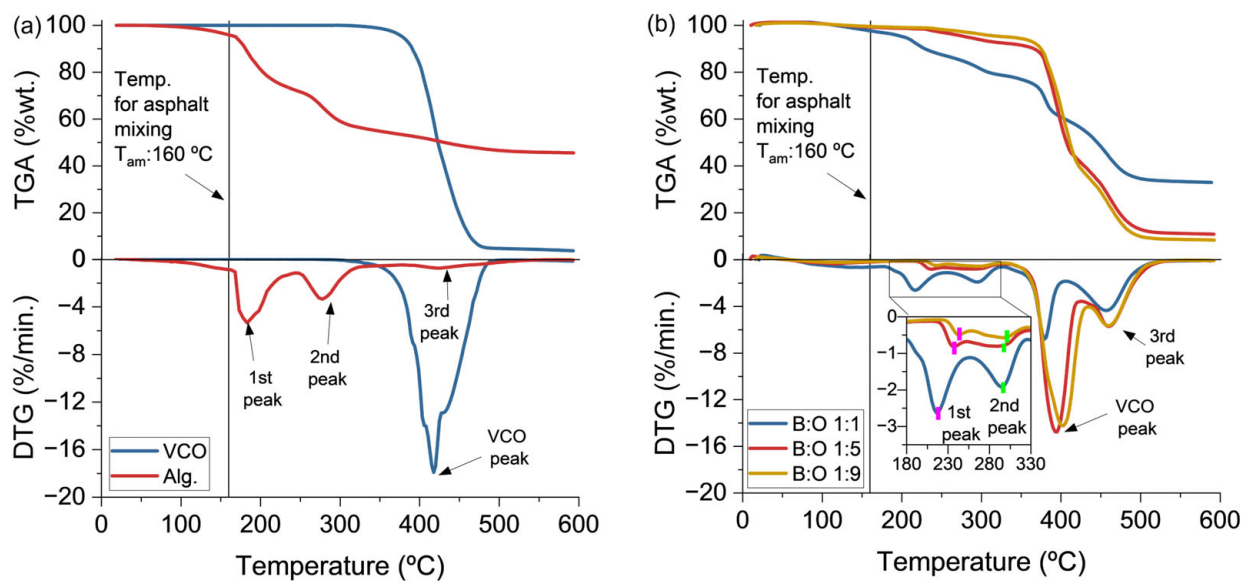 (a)
100
80
60
40
20
0
TGA (%wt.)
Temp.
for asphalt
mixing
Tam:160 ºC
0
−4
−8
−12
−16
−20
DTG (%/min.)
1st
peak
2nd
peak
3rd
peak
VCO
peak
VCO
Alg.
0
100
200
300
400
500
600
Temperature (ºC)
(b)
100
80
60
40
20
0
TGA (%wt.)
Temp.
for asphalt
mixing
Tam:160 ºC
0
−4
−8
−12
−16
−20
DTG (%/min.)
0
−1
−2
−3
1st
peak
2nd
peak
180
230
280
330
3rd
peak
VCO
peak
B:O 1:1
B:O 1:5
B:O 1:9
0
100
200
300
400
500
600
Temperature (ºC)